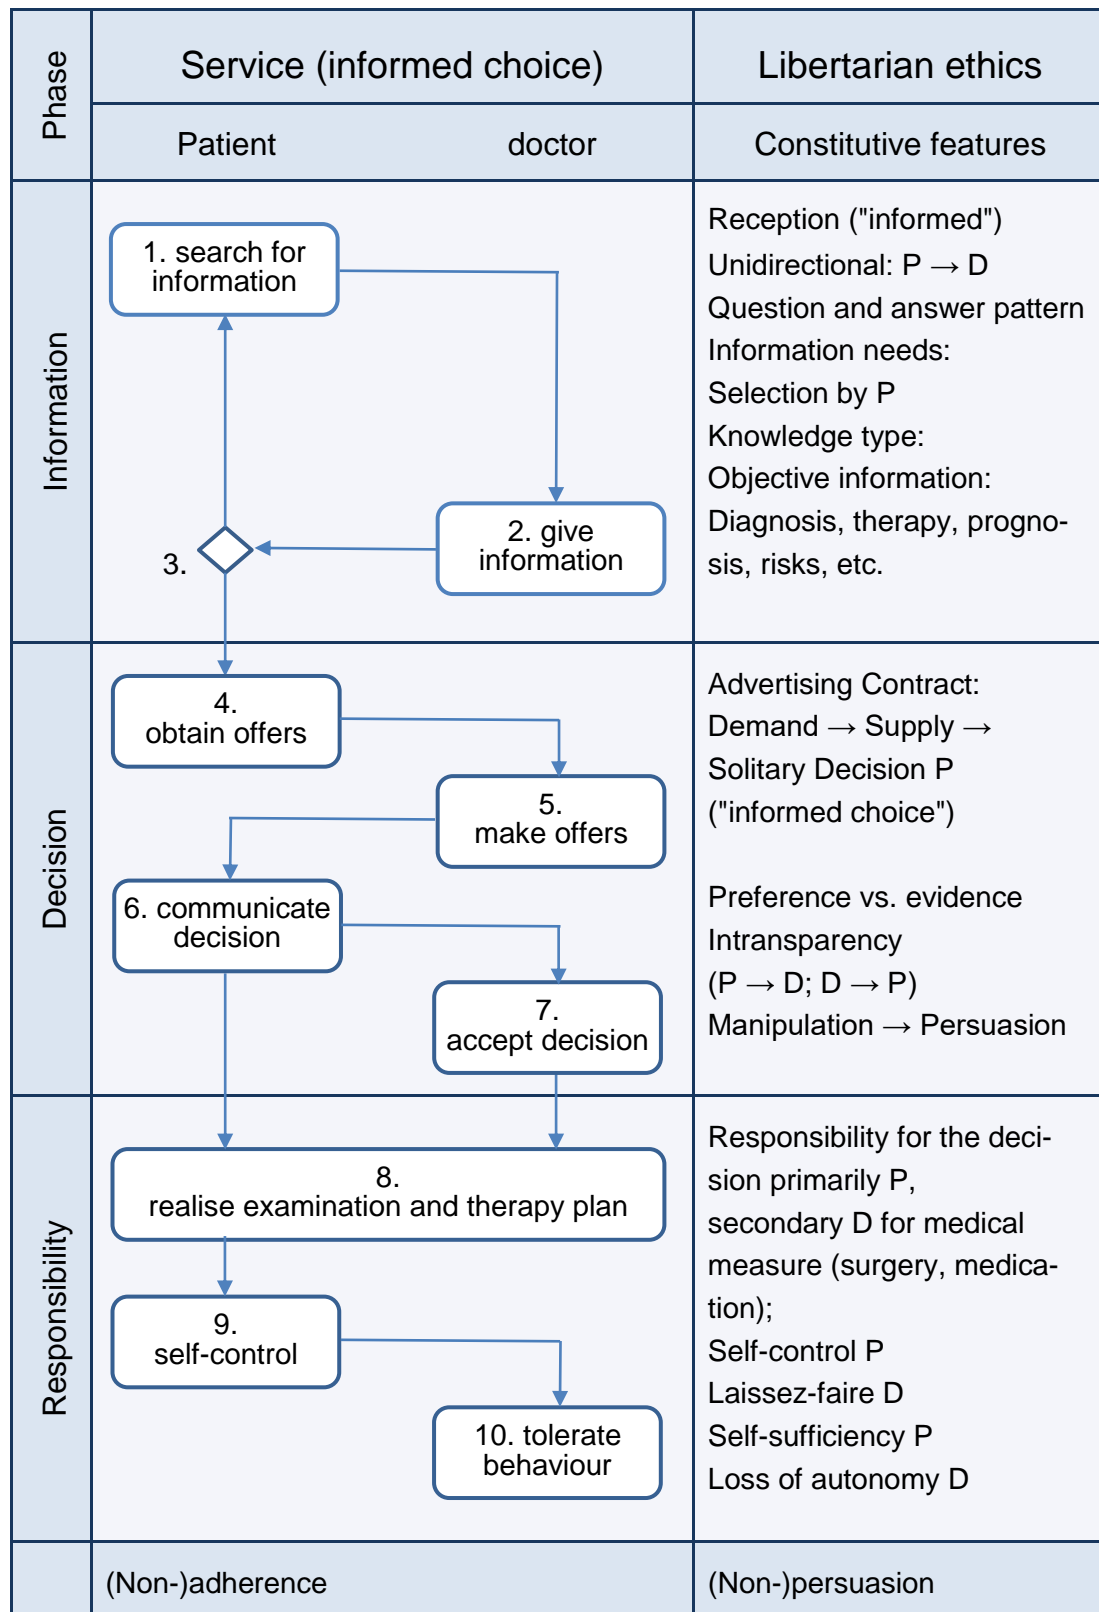 Phase
Service (informed choice)
Libertarian ethics
Patient
doctor
Constitutive features
Information
1. search for
information
2. give
information
3.
Reception ("informed")
Unidirectional: P → D
Question and answer pattern
Information needs:
Selection by P
Knowledge type:
Objective information:
Diagnosis, therapy, progno-
sis, risks, etc.
Decision
4.
obtain offers
5.
make offers
6. communicate
decision
7.
accept decision
Advertising Contract:
Demand → Supply →
Solitary Decision P
("informed choice")
Preference vs. evidence
Intransparency
(P → D; D → P)
Manipulation → Persuasion
Responsibility
8.
realise examination and therapy plan
9.
self-control
10. tolerate
behaviour
Responsibility for the deci-
sion primarily P,
secondary D for medical
measure (surgery, medica-
tion);
Self-control P
Laissez-faire D
Self-sufficiency P
Loss of autonomy D
(Non-)adherence
(Non-)persuasion